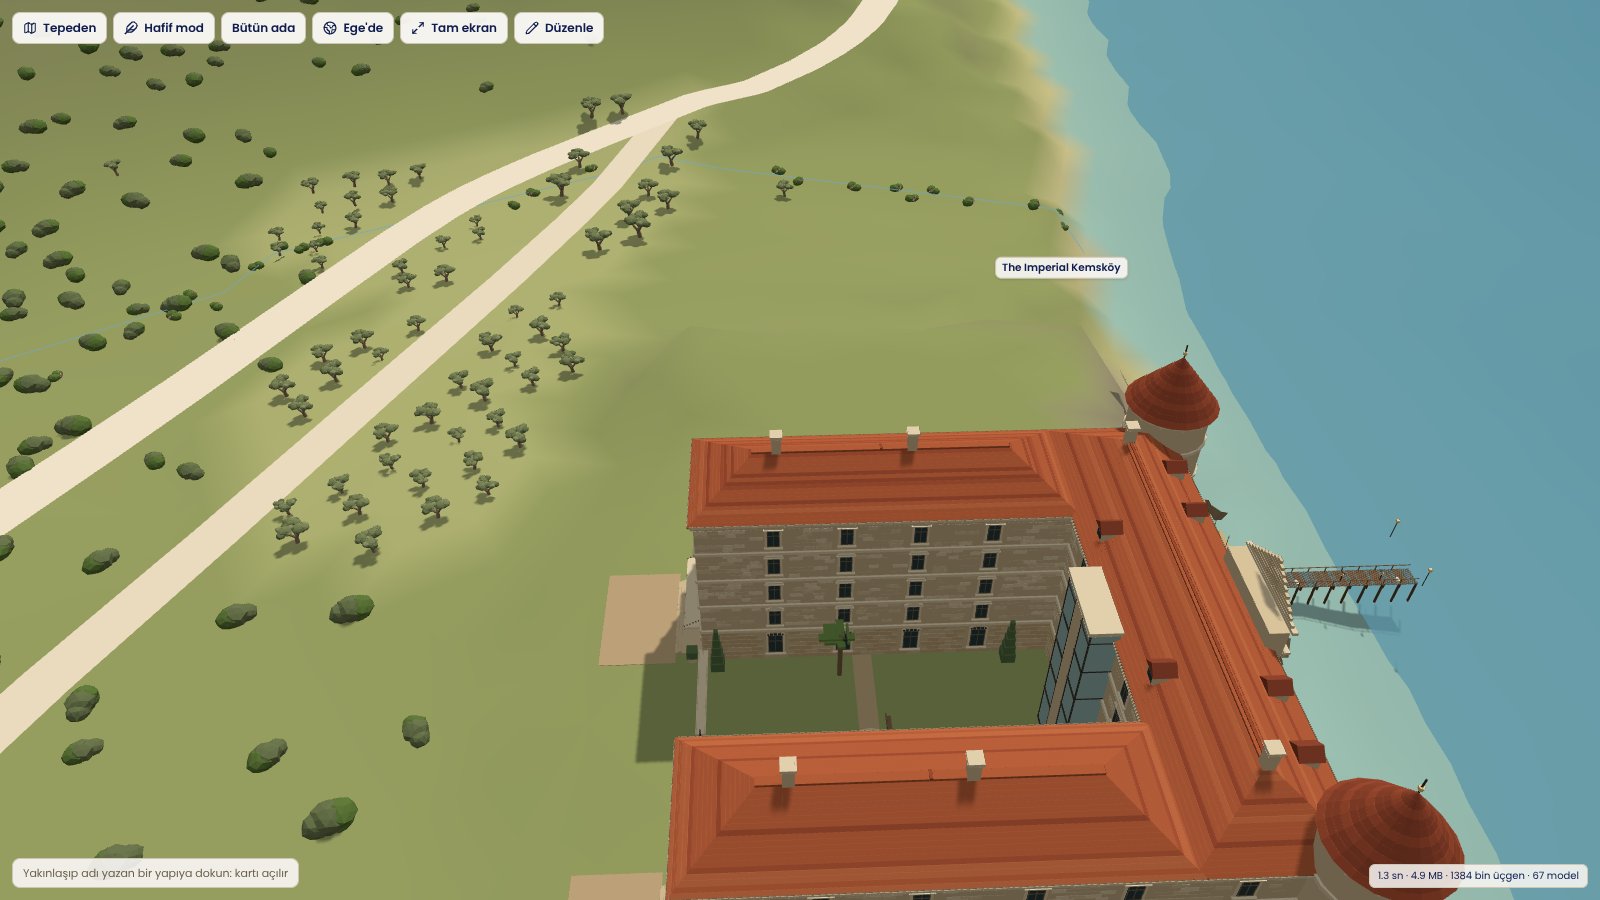 Tepeden
Hafif mod
Bütün ada
Ege'de
Tam ekran
Düzenle
The Imperial Kemsköy
Yakınlaşıp adı yazan bir yapıya dokun: kartı açılır
1.3 sn · 4.9 MB · 1384 bin üçgen · 67 model